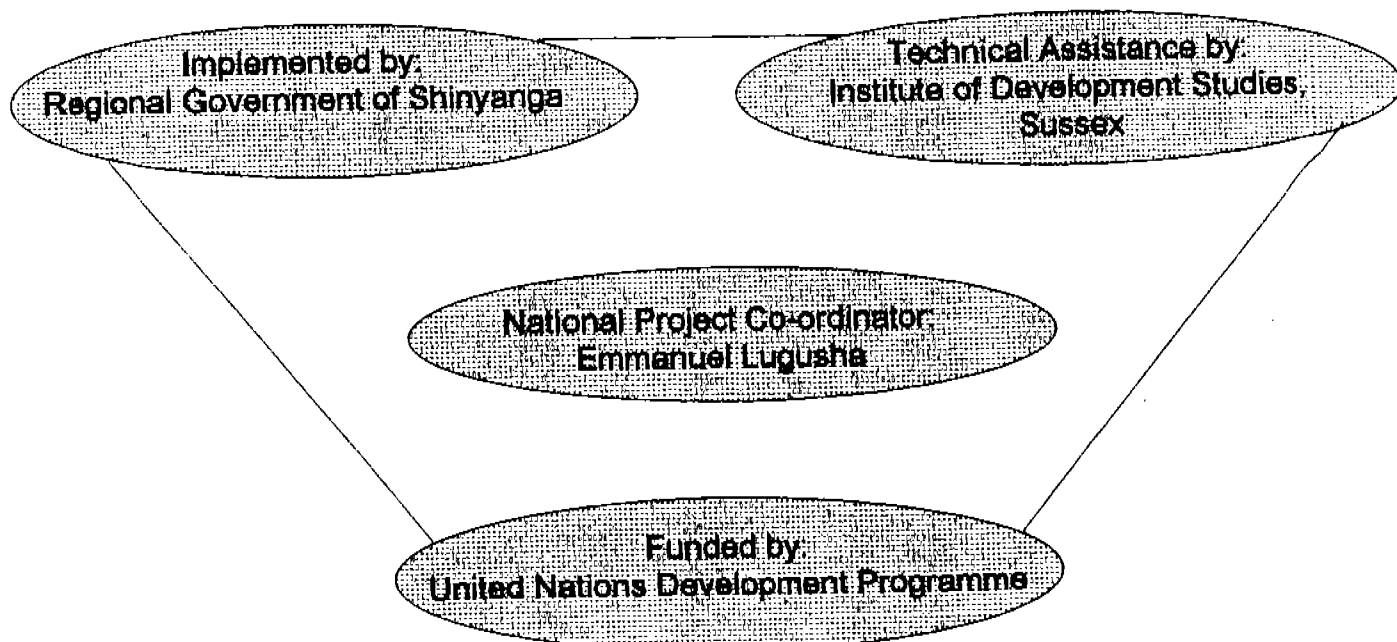 Implemented by:
Regional Government of Shinyanga
Technical Assistance by:
Institute of Development Studies,
Sussex
National Project Co-ordinator:
Emmanuel Lugusha
Funded by:
United Nations Development Programme